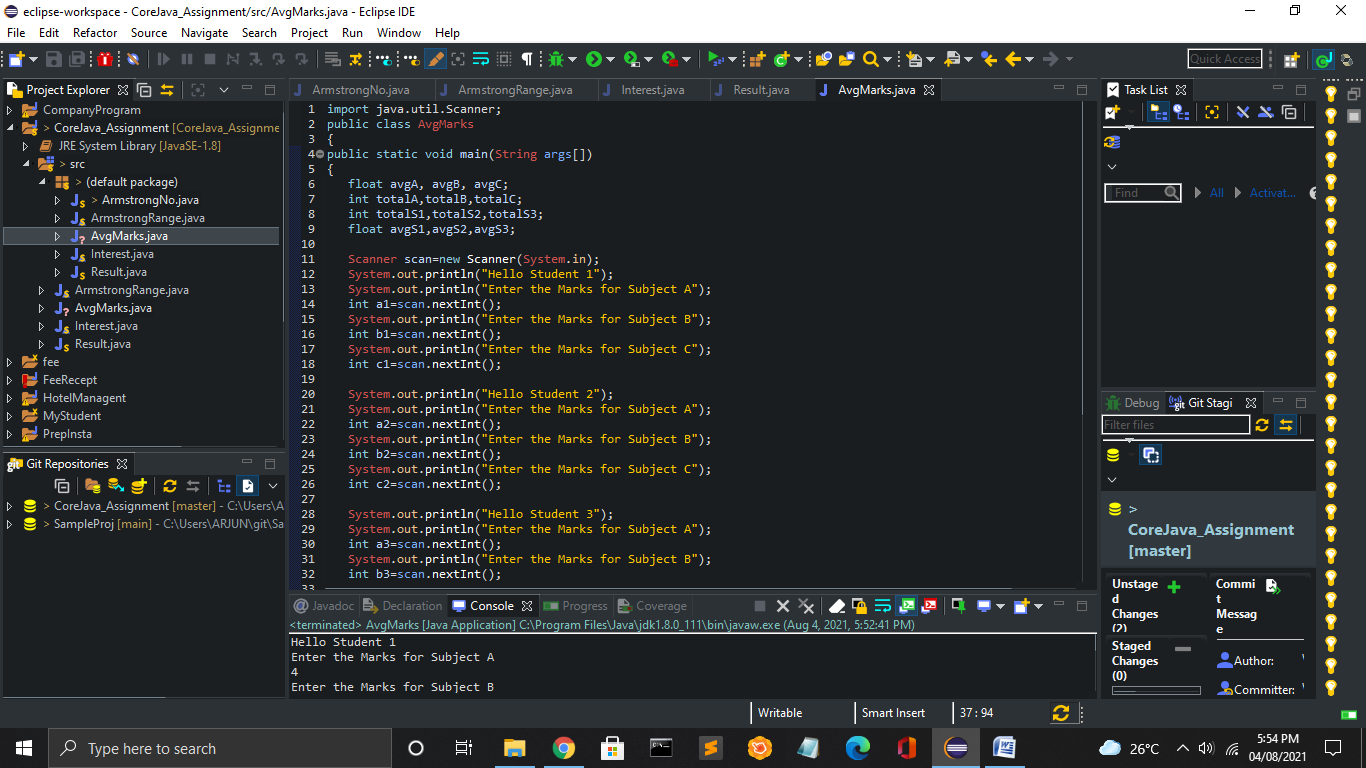 eclipse-workspace - CoreJava_Assignment/src/AvgMarks.java - Eclipse IDE
File Edit Refactor Source Navigate Search Project Run Window Help
Quick Access
Project Explorer
CompanyProgram
> CoreJava_Assignment [CoreJava_Assignme
JRE System Library [JavaSE-1.8]
> src
> (default package)
> ArmstrongNo.java
ArmstrongRange.java
AvgMarks.java
Interest.java
Result.java
ArmstrongRange.java
AvgMarks.java
Interest.java
Result.java
fee
FeeRecept
HotelManagent
MyStudent
PrepInsta
Git Repositories
> CoreJava_Assignment [master] - C:\Users\A
> SampleProj [main] - C:\Users\ARJUN\git\Sa
ArmstrongNo.java ArmstrongRange.java Interest.java Result.java AvgMarks.java
1 import java.util.Scanner;
2 public class AvgMarks
3 {
4 public static void main(String args[])
5 {
6 float avgA, avgB, avgC;
7 int totalA,totalB,totalC;
8 int totalS1,totalS2,totalS3;
9 float avgS1,avgS2,avgS3;
10
11 Scanner scan=new Scanner(System.in);
12 System.out.println("Hello Student 1");
13 System.out.println("Enter the Marks for Subject A");
14 int a1=scan.nextInt();
15 System.out.println("Enter the Marks for Subject B");
16 int b1=scan.nextInt();
17 System.out.println("Enter the Marks for Subject C");
18 int c1=scan.nextInt();
19
20 System.out.println("Hello Student 2");
21 System.out.println("Enter the Marks for Subject A");
22 int a2=scan.nextInt();
23 System.out.println("Enter the Marks for Subject B");
24 int b2=scan.nextInt();
25 System.out.println("Enter the Marks for Subject C");
26 int c2=scan.nextInt();
27
28 System.out.println("Hello Student 3");
29 System.out.println("Enter the Marks for Subject A");
30 int a3=scan.nextInt();
31 System.out.println("Enter the Marks for Subject B");
32 int b3=scan.nextInt();
33
Javadoc Declaration Console Progress Coverage
<terminated> AvgMarks [Java Application] C:\Program Files\Java\jdk1.8.0_111\bin\javaw.exe (Aug 4, 2021, 5:52:41 PM)
Hello Student 1
Enter the Marks for Subject A
4
Enter the Marks for Subject B
Task List
Find All Activat...
Debug Git Stagi
Filter files
>
CoreJava_Assignment
[master]
Unstage
d
Changes
(2)
Staged
Changes
(0)
Commi
t
Messag
e
Author:
Committer:
Writable Smart Insert 37 : 94
Type here to search
26°C
5:54 PM
04/08/2021